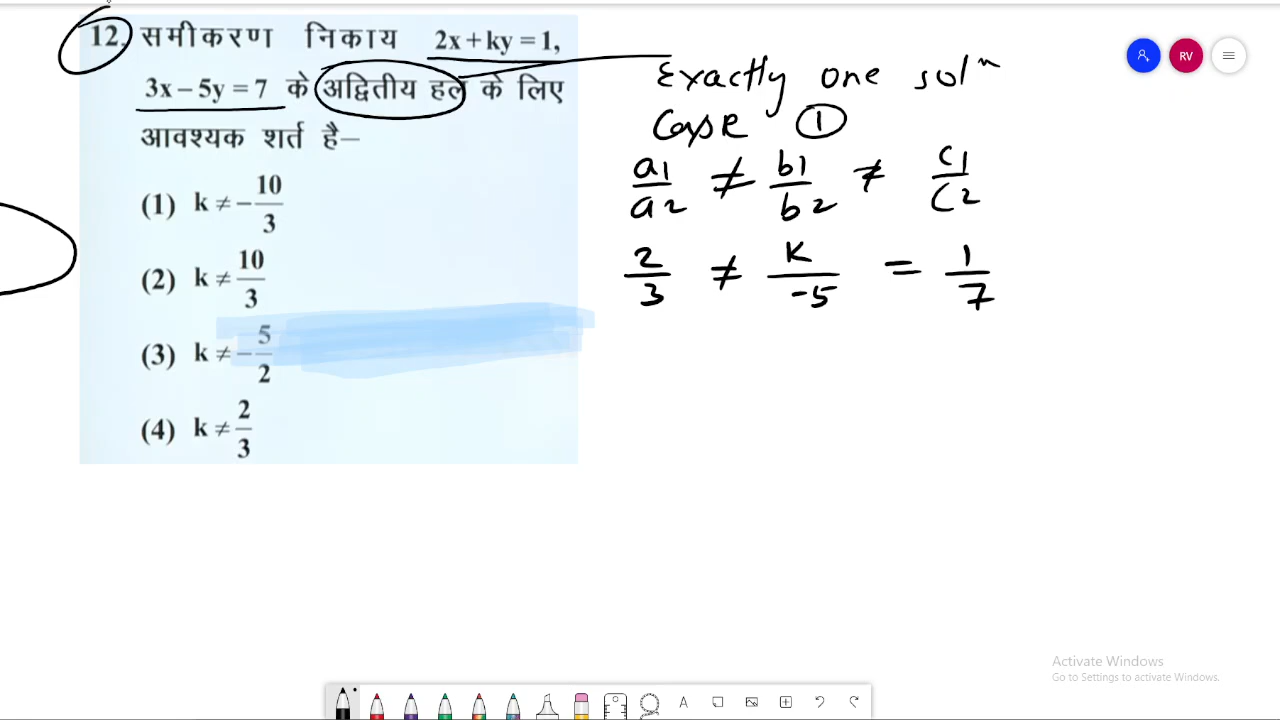 12. समीकरण निकाय 2x + ky = 1,
3x – 5y = 7 के अद्वितीय हल के लिए
आवश्यक शर्त है–
(1) k ≠ –10/3
(2) k ≠ 10/3
(3) k ≠ –5/2
(4) k ≠ 2/3
Exactly one solⁿ
Case ①
a1/a2 ≠ b1/b2 ≠ c1/c2
2/3 ≠ K/-5 = 1/7
RV
Activate Windows
Go to Settings to activate Windows.
A